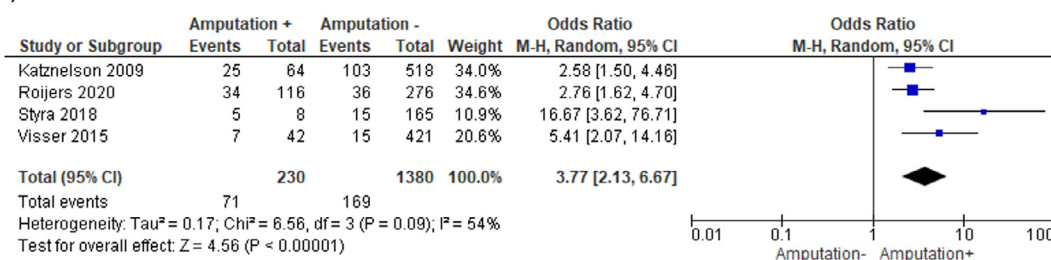 Amputation + Amputation - Odds Ratio Odds Ratio
Study or Subgroup Events Total Events Total Weight M-H, Random, 95% CI M-H, Random, 95% CI
Katznelson 2009 25 64 103 518 34.0% 2.58 [1.50, 4.46]
Roijers 2020 34 116 36 276 34.6% 2.76 [1.62, 4.70]
Styra 2018 5 8 15 165 10.9% 16.67 [3.62, 76.71]
Visser 2015 7 42 15 421 20.6% 5.41 [2.07, 14.16]
Total (95% CI) 230 1380 100.0% 3.77 [2.13, 6.67]
Total events 71 169
Heterogeneity: Tau² = 0.17; Chi² = 6.56, df = 3 (P = 0.09); I² = 54%
Test for overall effect: Z = 4.56 (P < 0.00001)
0.01 0.1 1 10 100
Amputation- Amputation+